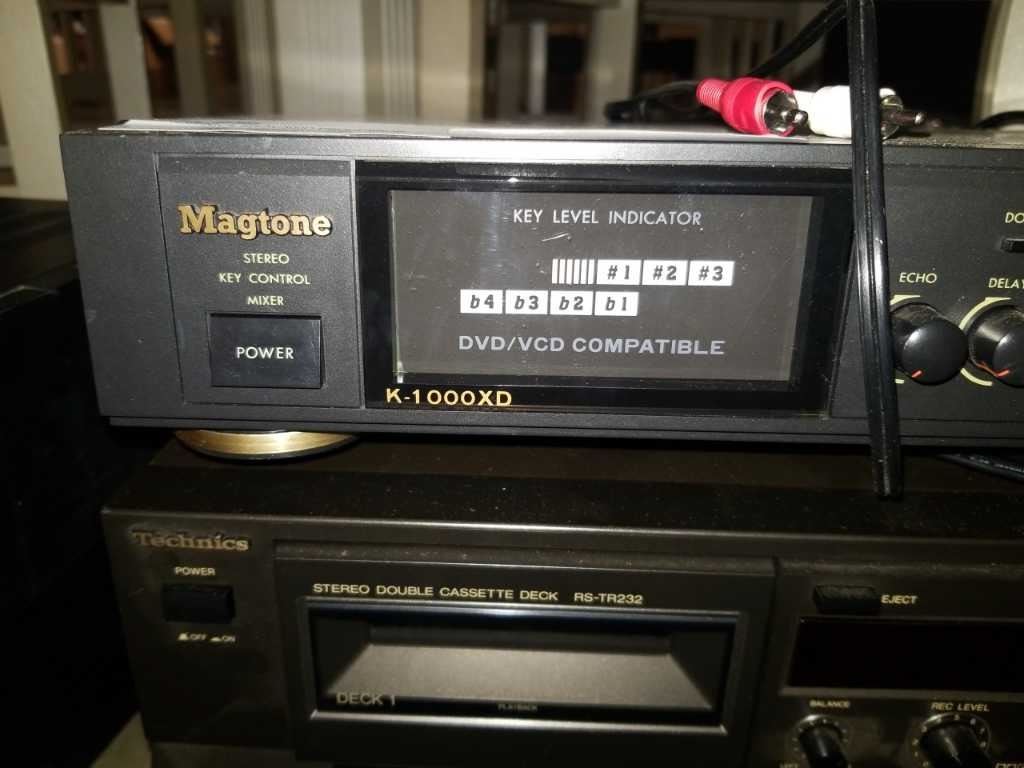 Magtone
STEREO
KEY CONTROL
MIXER
POWER
KEY LEVEL INDICATOR
#1 #2 #3
b4 b3 b2 b1
DVD/VCD COMPATIBLE
K-1000XD
ECHO
Technics
POWER
OFF ON
STEREO DOUBLE CASSETTE DECK RS-TR232
DECK 1
PLAYBACK
EJECT
BALANCE
REC LEVEL